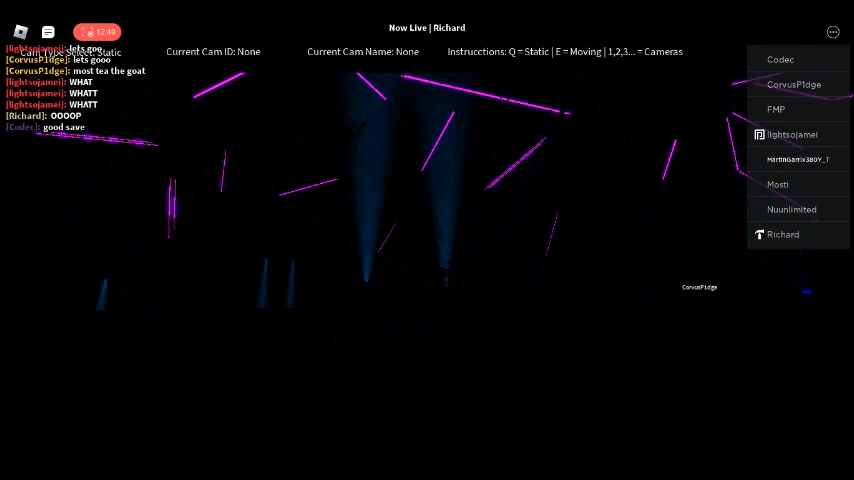 Now Live | Richard
12:40
Cam Type Select: Static
Current Cam ID: None
Current Cam Name: None
Instrucctions: Q = Static | E = Moving | 1,2,3... = Cameras
[lightsojamei]: lets goo
[CorvusP1dge]: lets gooo
[CorvusP1dge]: most tea the goat
[lightsojamei]: WHAT
[lightsojamei]: WHATT
[lightsojamei]: WHATT
[Richard]: OOOOP
[Codec]: good save
Codec
CorvusP1dge
FMP
lightsojamei
MartinGarrix380Y_T
Mosti
Nuunlimited
Richard
CorvusP1dge